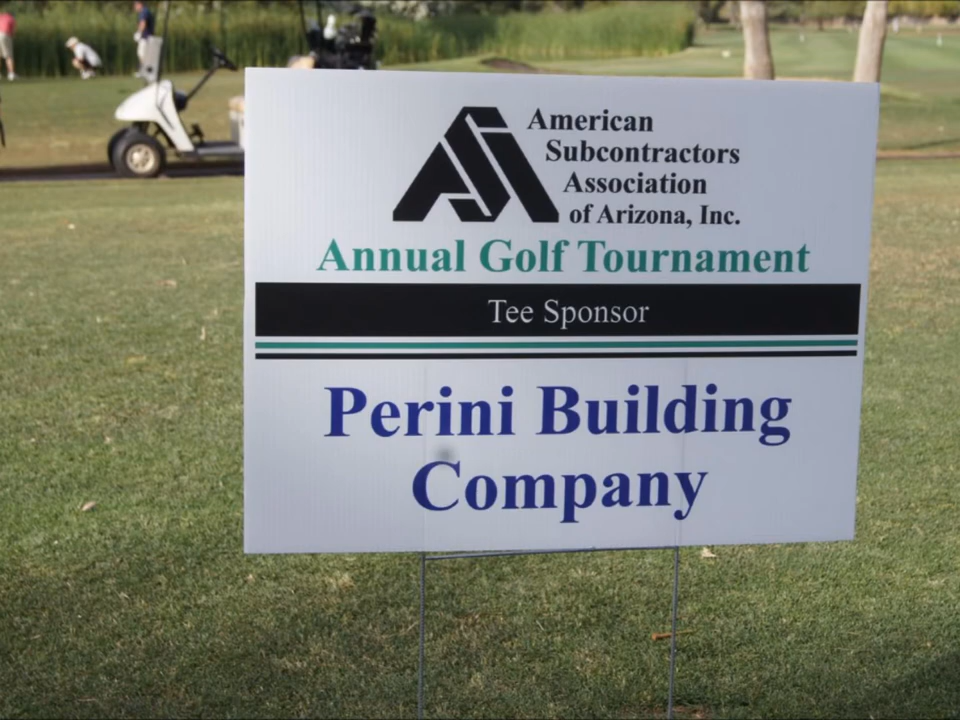 American
Subcontractors
Association
of Arizona, Inc.
Annual Golf Tournament
Tee Sponsor
Perini Building
Company